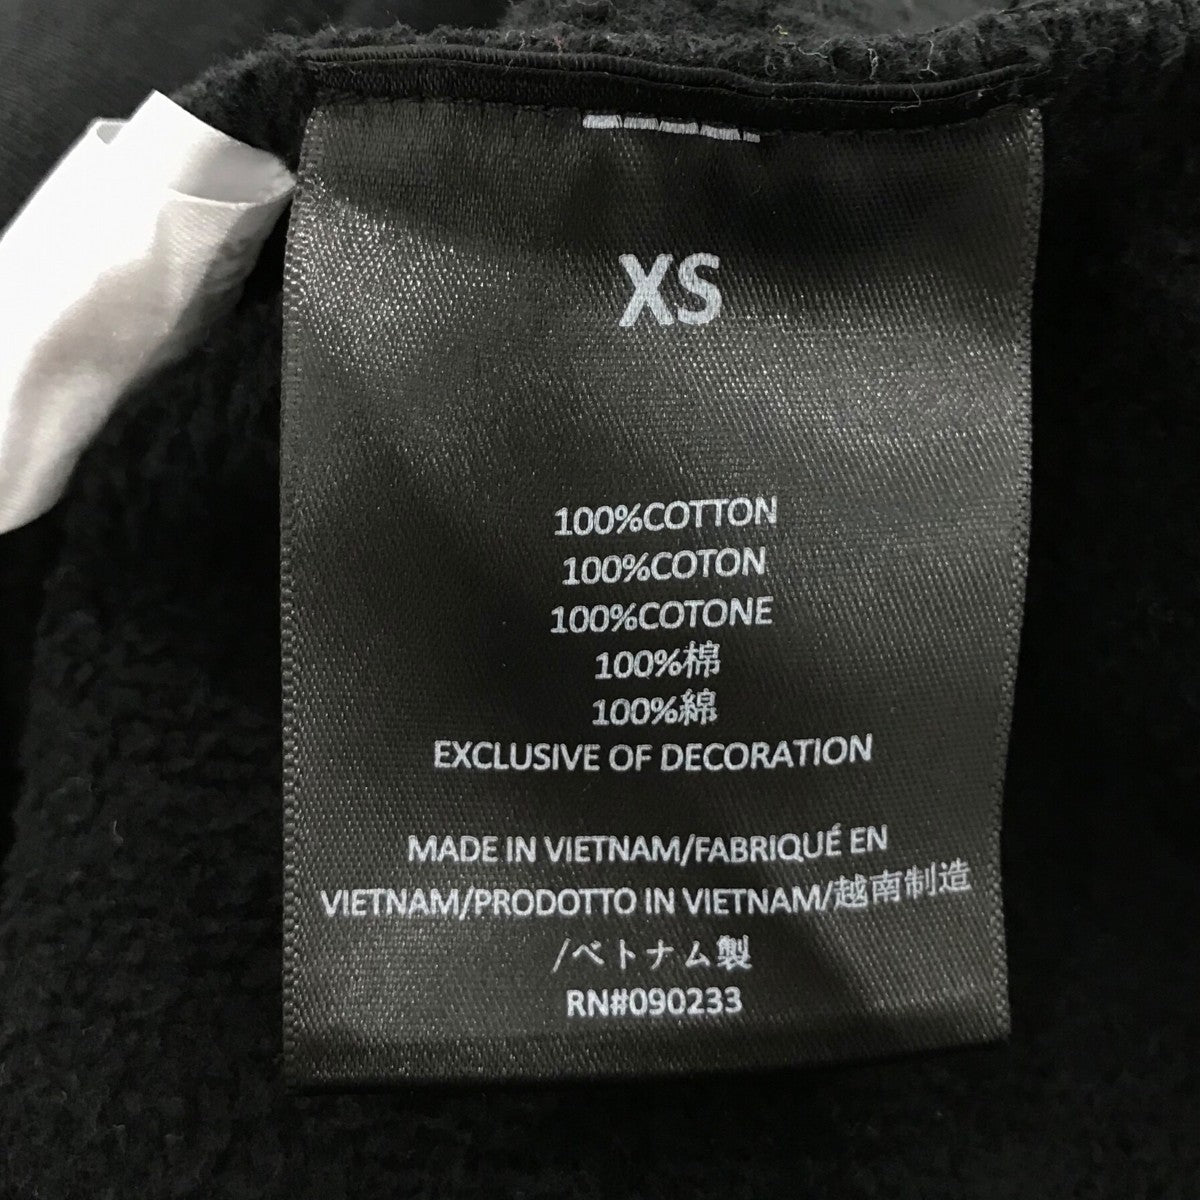 XS
100%COTTON
100%COTON
100%COTONE
100%棉
100%綿
EXCLUSIVE OF DECORATION
MADE IN VIETNAM/FABRIQUÉ EN
VIETNAM/PRODOTTO IN VIETNAM/越南制造
/ベトナム製
RN#090233